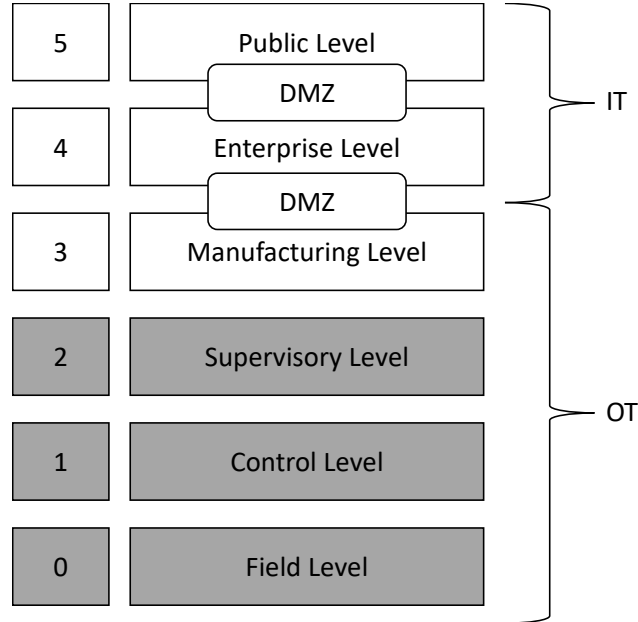 5
Public Level
DMZ
IT
4
Enterprise Level
DMZ
3
Manufacturing Level
2
Supervisory Level
OT
1
Control Level
0
Field Level